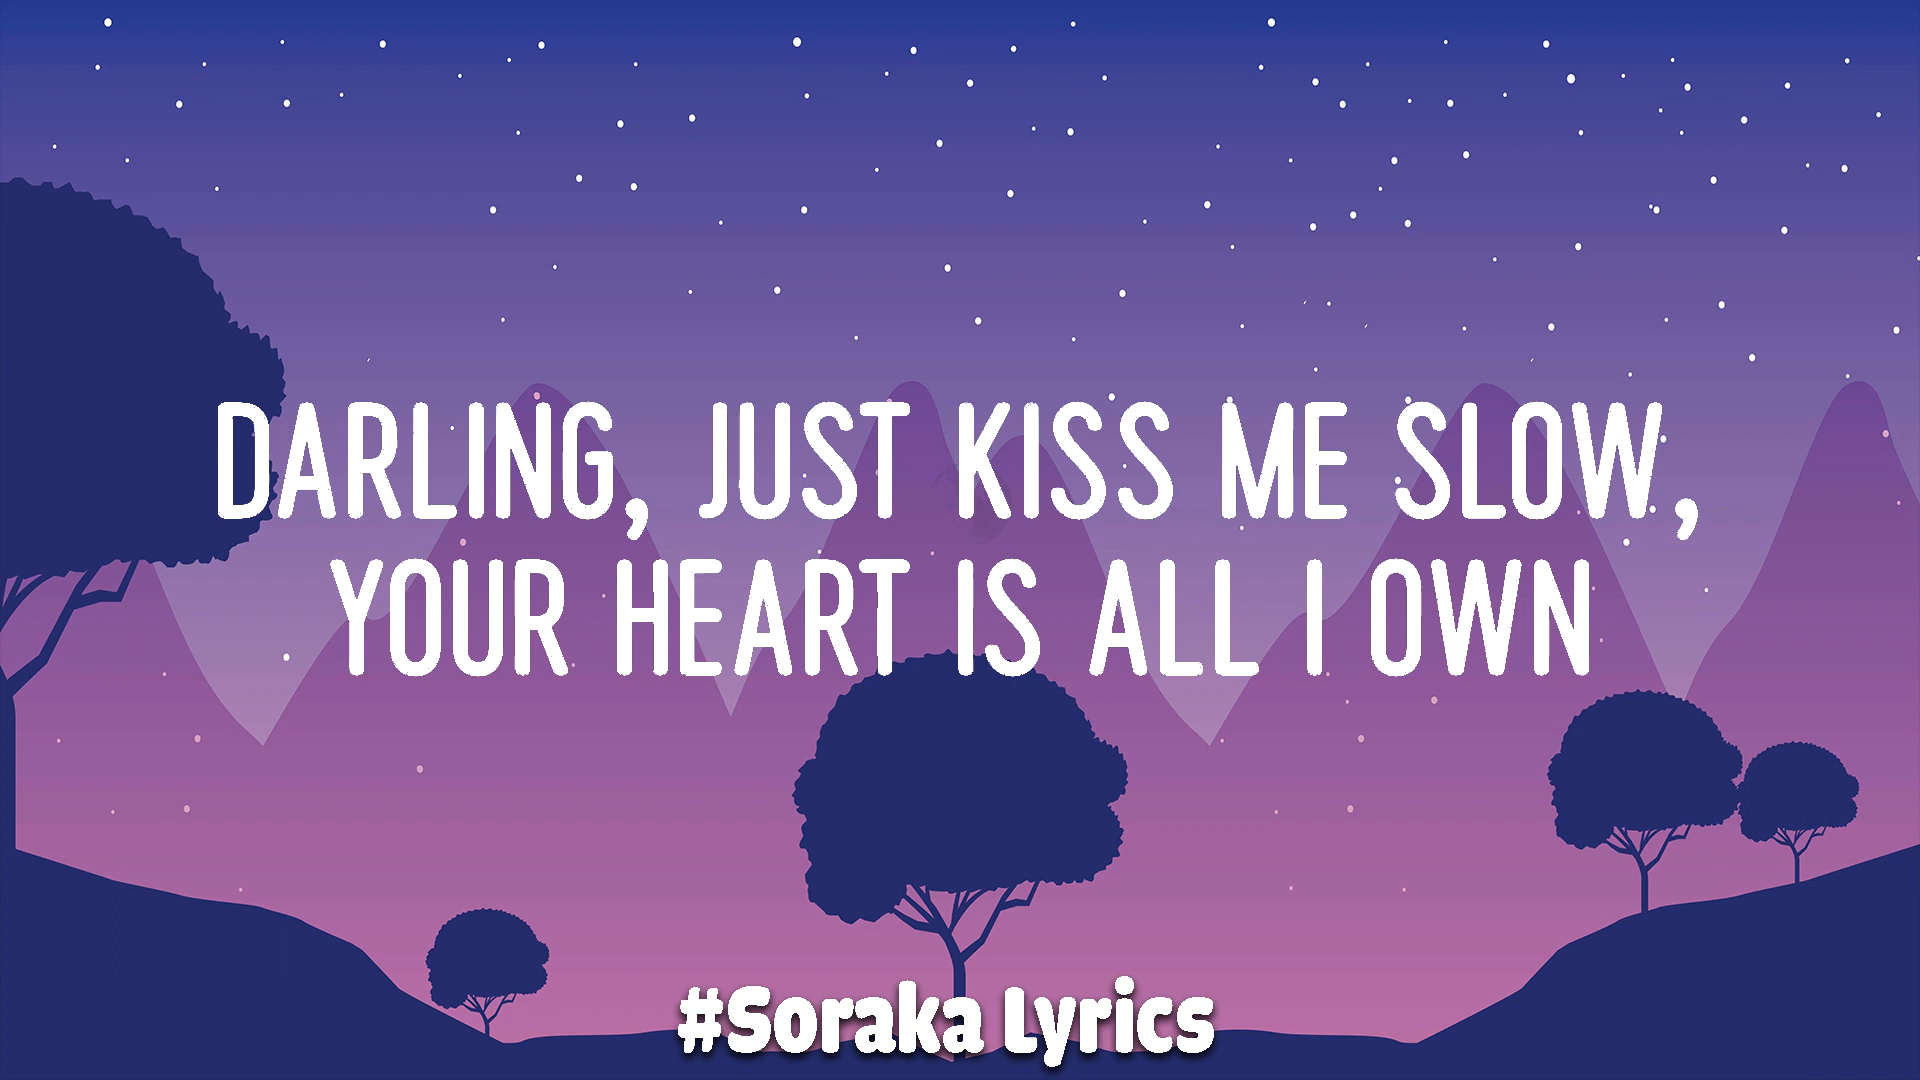 DARLING, JUST KISS ME SLOW,
YOUR HEART IS ALL I OWN
#Soraka Lyrics